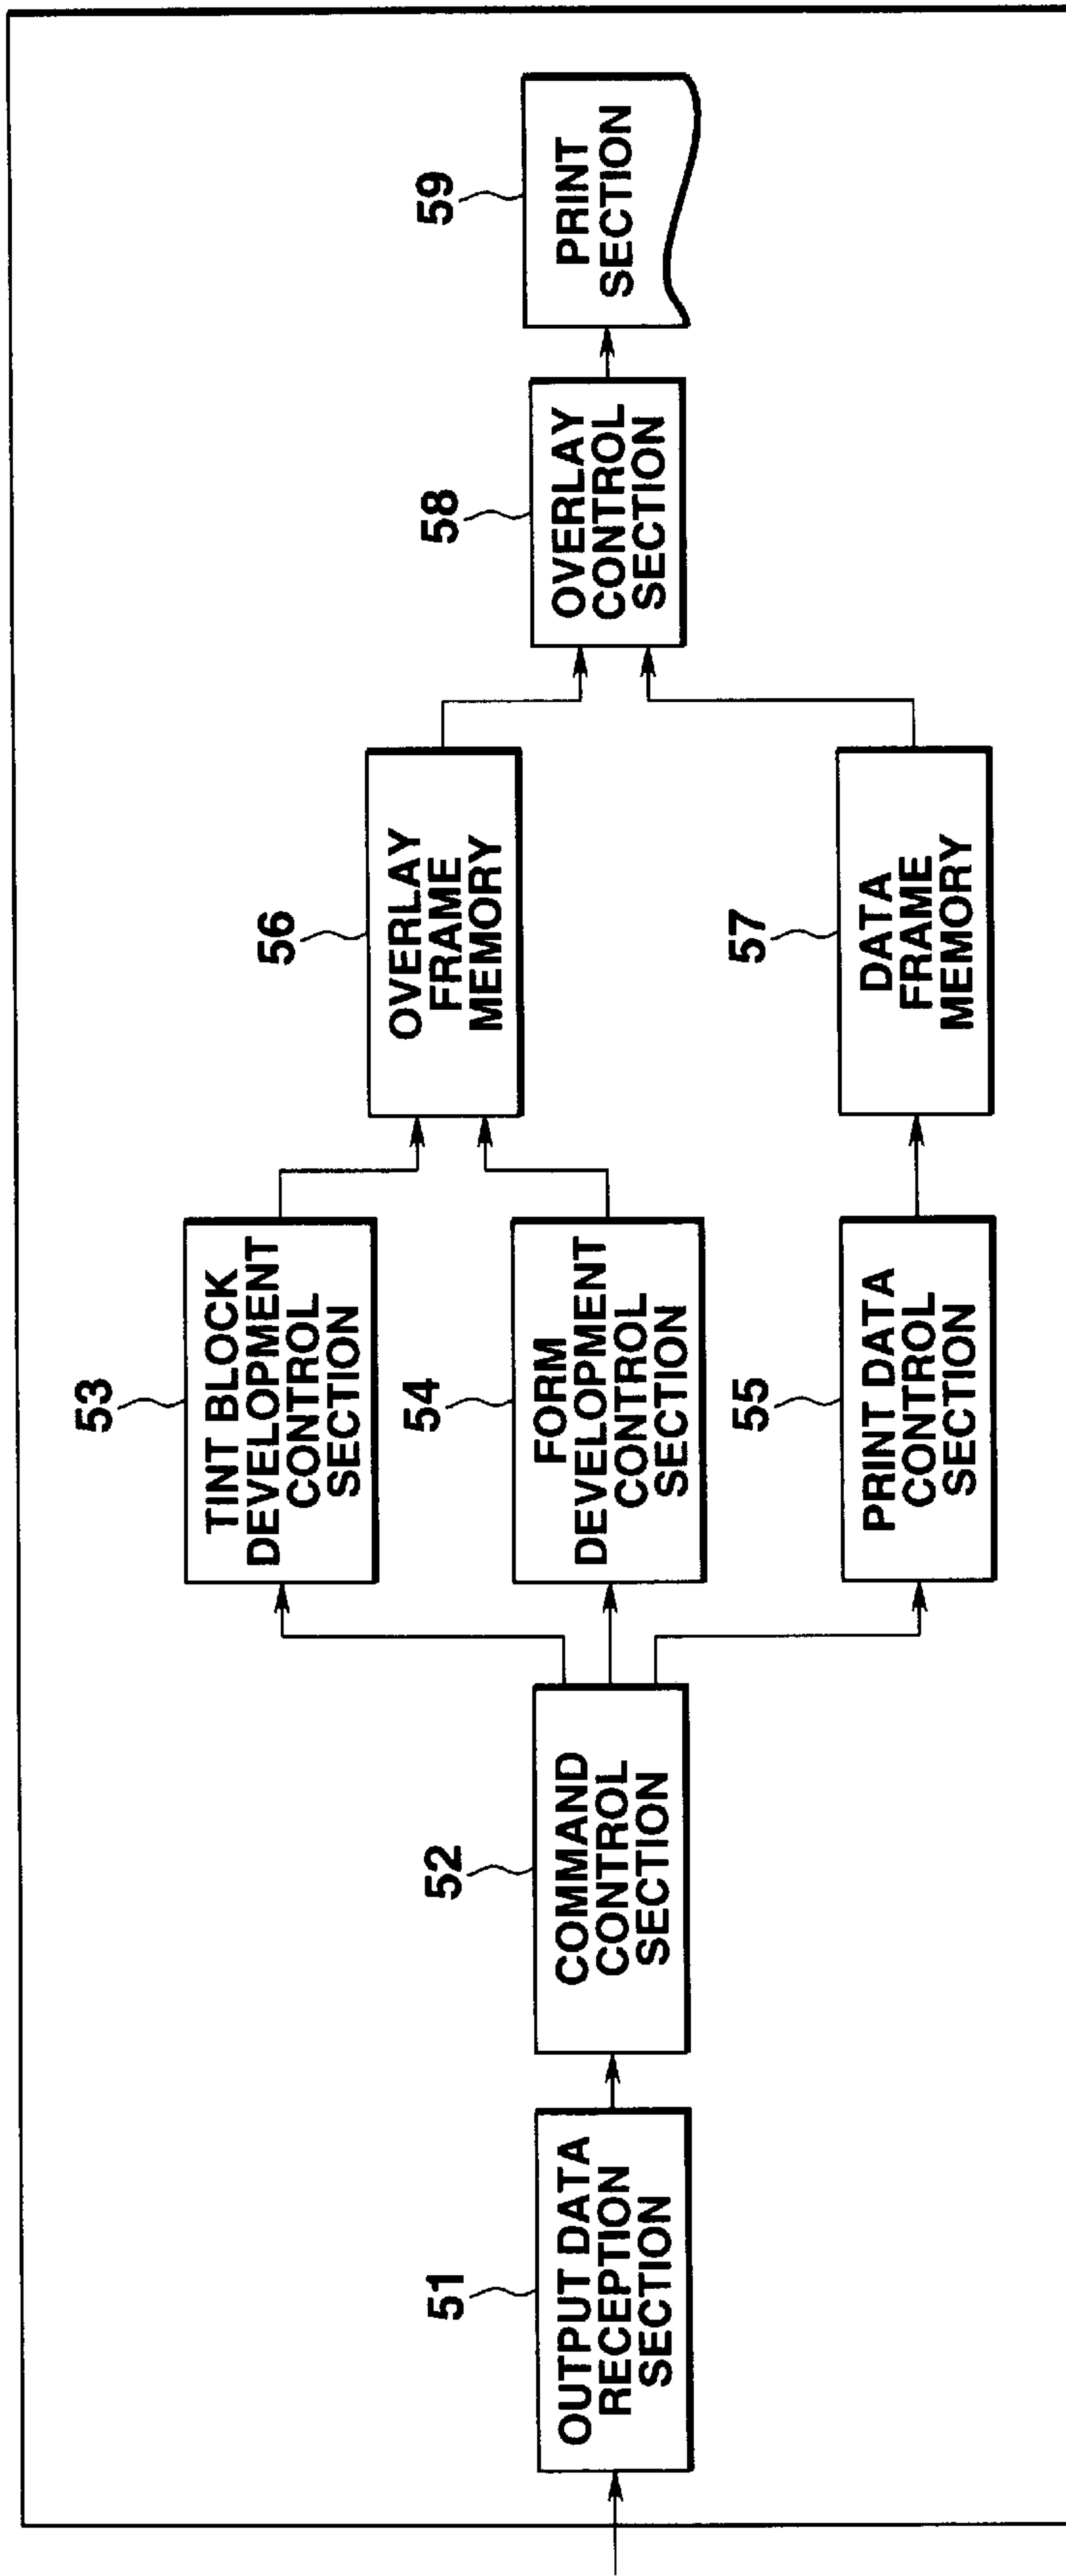 51
OUTPUT DATA
RECEPTION
SECTION
52
COMMAND
CONTROL
SECTION
53
TINT BLOCK
DEVELOPMENT
CONTROL
SECTION
54
FORM
DEVELOPMENT
CONTROL
SECTION
55
PRINT DATA
CONTROL
SECTION
56
OVERLAY
FRAME
MEMORY
57
DATA
FRAME
MEMORY
58
OVERLAY
CONTROL
SECTION
59
PRINT
SECTION